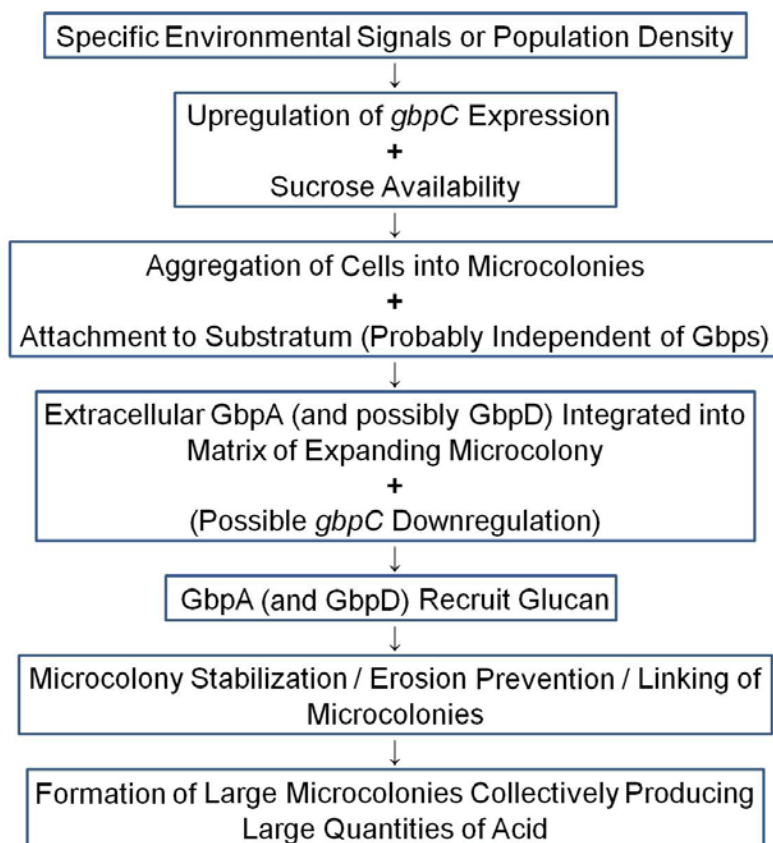 Specific Environmental Signals or Population Density
↓
Upregulation of gbpC Expression
+
Sucrose Availability
↓
Aggregation of Cells into Microcolonies
+
Attachment to Substratum (Probably Independent of Gbps)
↓
Extracellular GbpA (and possibly GbpD) Integrated into
Matrix of Expanding Microcolony
+
(Possible gbpC Downregulation)
↓
GbpA (and GbpD) Recruit Glucan
↓
Microcolony Stabilization / Erosion Prevention / Linking of
Microcolonies
↓
Formation of Large Microcolonies Collectively Producing
Large Quantities of Acid